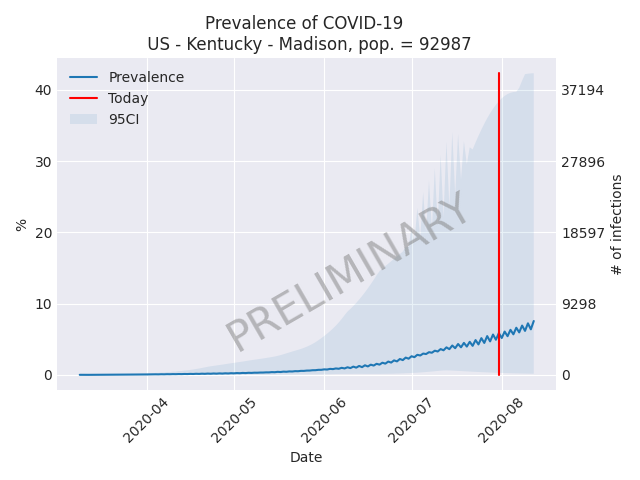 Prevalence of COVID-19
US - Kentucky - Madison, pop. = 92987
Prevalence
Today
95CI
40
30
20
10
0
%
37194
27896
18597
9298
0
# of infections
PRELIMINARY
2020-04
2020-05
2020-06
2020-07
2020-08
Date